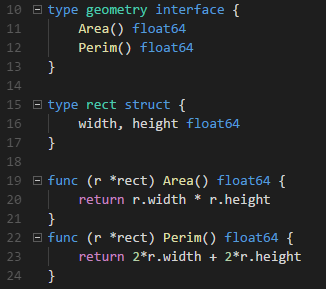 10 type geometry interface {
11     Area() float64
12     Perim() float64
13 }
14
15 type rect struct {
16     width, height float64
17 }
18
19 func (r *rect) Area() float64 {
20     return r.width * r.height
21 }
22 func (r *rect) Perim() float64 {
23     return 2*r.width + 2*r.height
24 }